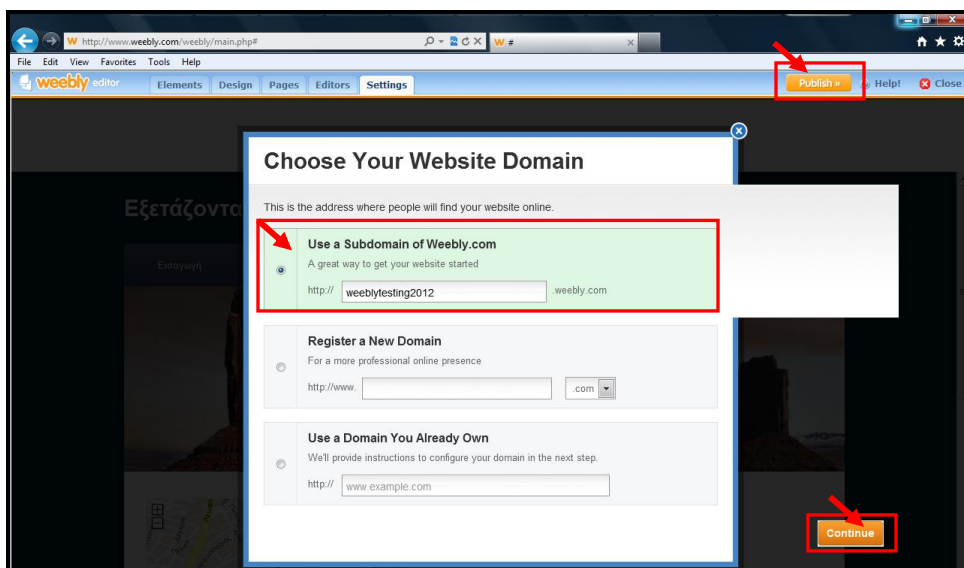 http://www.weebly.com/weebly/main.php#
W #
File Edit View Favorites Tools Help
weebly editor
Elements Design Pages Editors Settings
Publish »
Help!
Close
Choose Your Website Domain
This is the address where people will find your website online.
Εξετάζοντα
Εισαγωγή
Use a Subdomain of Weebly.com
A great way to get your website started
http:// weeblytesting2012 .weebly.com
Register a New Domain
For a more professional online presence
http://www. .com
Use a Domain You Already Own
We'll provide instructions to configure your domain in the next step.
http:// www.example.com
Continue